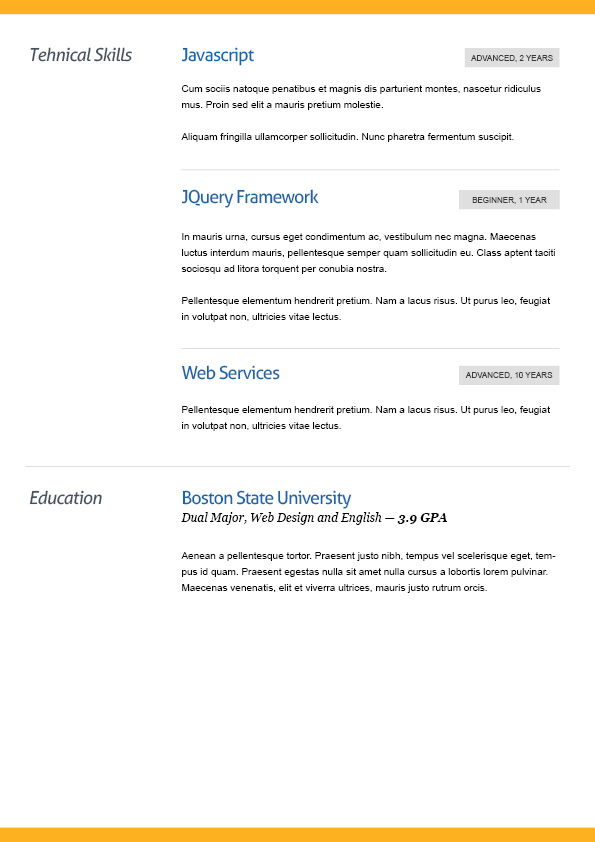 Tehnical Skills
Javascript
ADVANCED, 2 YEARS
Cum sociis natoque penatibus et magnis dis parturient montes, nascetur ridiculus
mus. Proin sed elit a mauris pretium molestie.
Aliquam fringilla ullamcorper sollicitudin. Nunc pharetra fermentum suscipit.
JQuery Framework
BEGINNER, 1 YEAR
In mauris urna, cursus eget condimentum ac, vestibulum nec magna. Maecenas
luctus interdum mauris, pellentesque semper quam sollicitudin eu. Class aptent taciti
sociosqu ad litora torquent per conubia nostra.
Pellentesque elementum hendrerit pretium. Nam a lacus risus. Ut purus leo, feugiat
in volutpat non, ultricies vitae lectus.
Web Services
ADVANCED, 10 YEARS
Pellentesque elementum hendrerit pretium. Nam a lacus risus. Ut purus leo, feugiat
in volutpat non, ultricies vitae lectus.
Education
Boston State University
Dual Major, Web Design and English — 3.9 GPA
Aenean a pellentesque tortor. Praesent justo nibh, tempus vel scelerisque eget, tem-
pus id quam. Praesent egestas nulla sit amet nulla cursus a lobortis lorem pulvinar.
Maecenas venenatis, elit et viverra ultrices, mauris justo rutrum orcis.